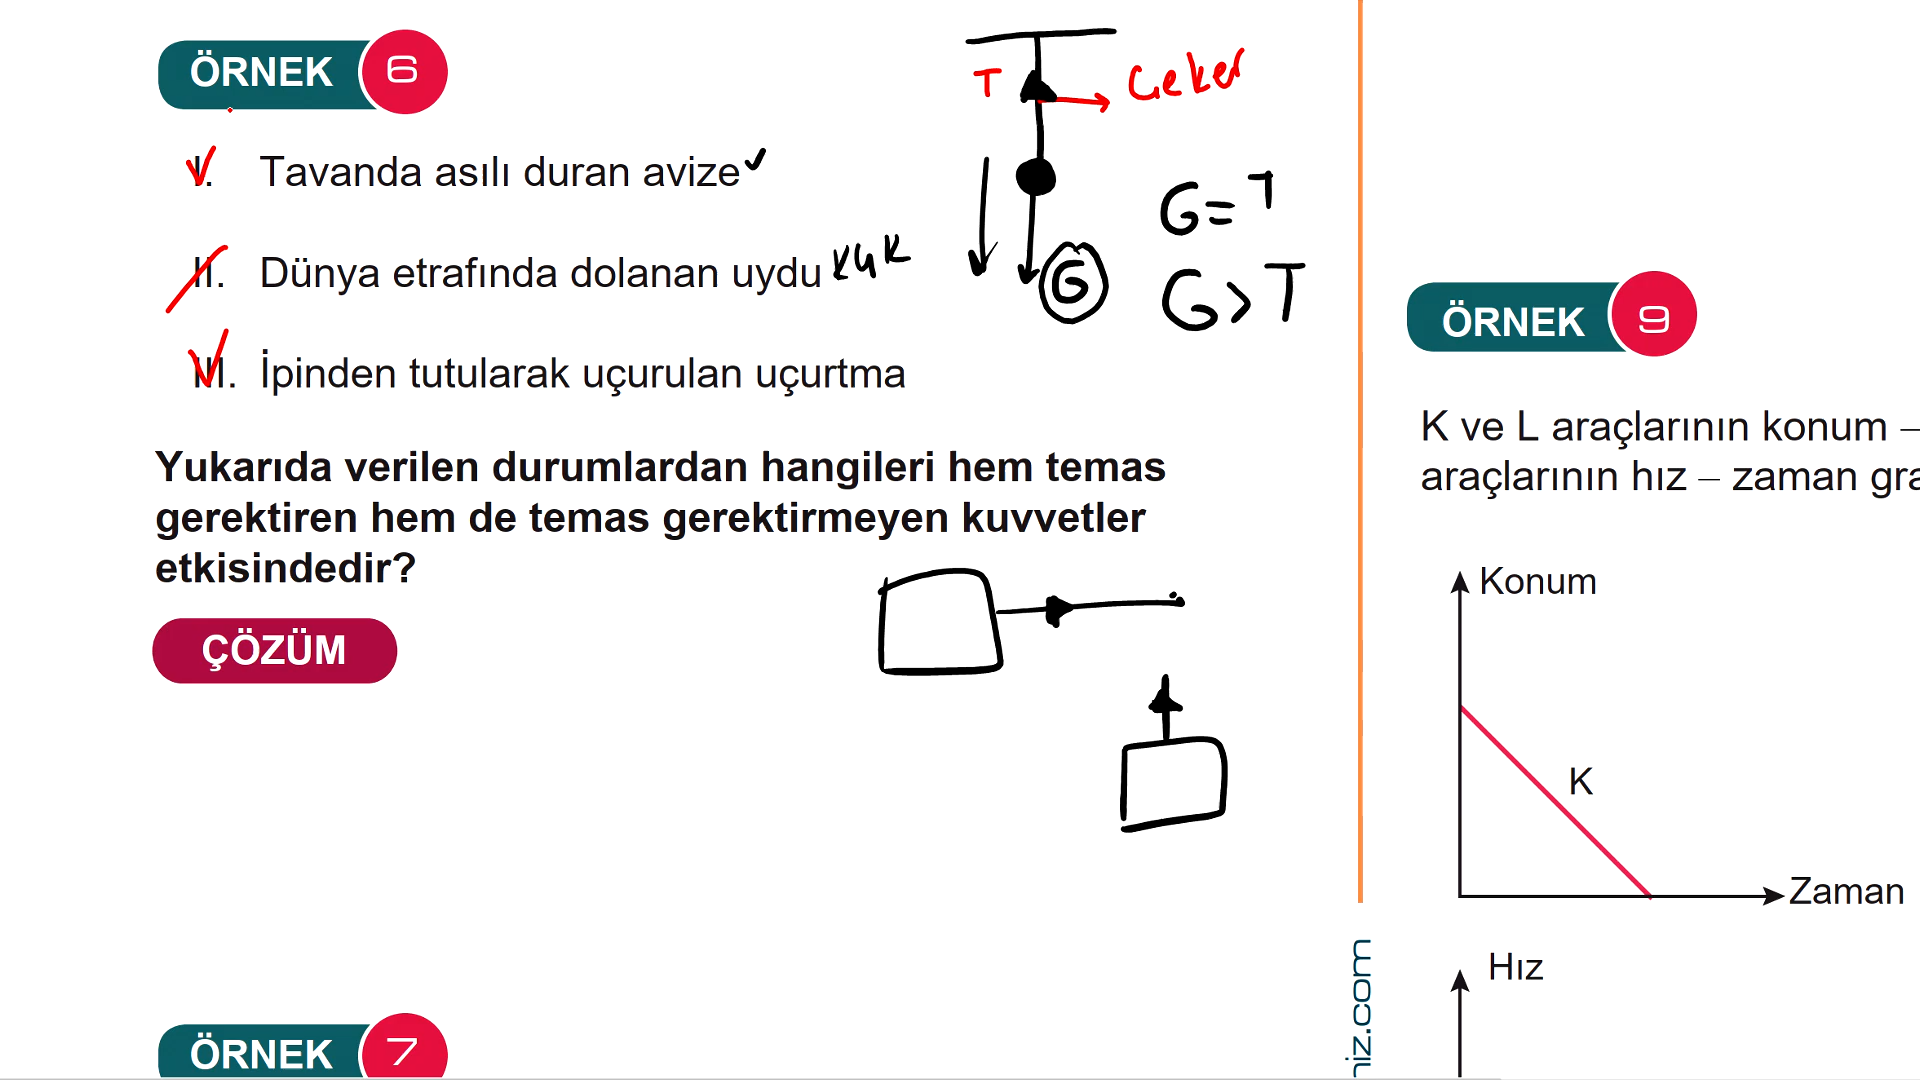 ÖRNEK 6
I. Tavanda asılı duran avize
II. Dünya etrafında dolanan uydu
III. İpinden tutularak uçurulan uçurtma
Yukarıda verilen durumlardan hangileri hem temas
gerektiren hem de temas gerektirmeyen kuvvetler
etkisindedir?
ÇÖZÜM
T
Geker
G
G=T
G>T
ÖRNEK 7
ÖRNEK 9
K ve L araçlarının konum –
araçlarının hız – zaman gra
Konum
K
Zaman
Hız
niz.com